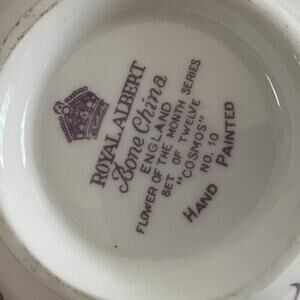 ROYAL ALBERT
Bone China
ENGLAND
FLOWER OF THE MONTH SERIES
SET OF TWELVE
"COSMOS"
NO. 10
HAND PAINTED